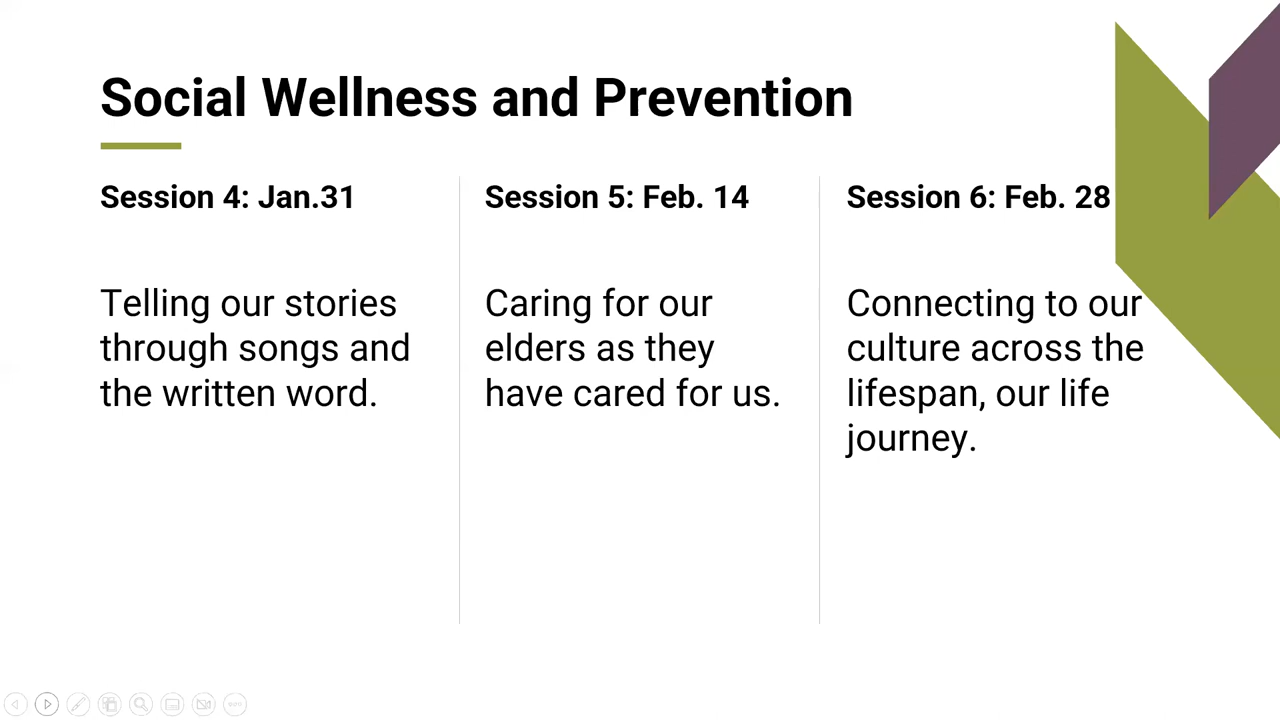 Social Wellness and Prevention
Session 4: Jan.31
Telling our stories
through songs and
the written word.
Session 5: Feb. 14
Caring for our
elders as they
have cared for us.
Session 6: Feb. 28
Connecting to our
culture across the
lifespan, our life
journey.